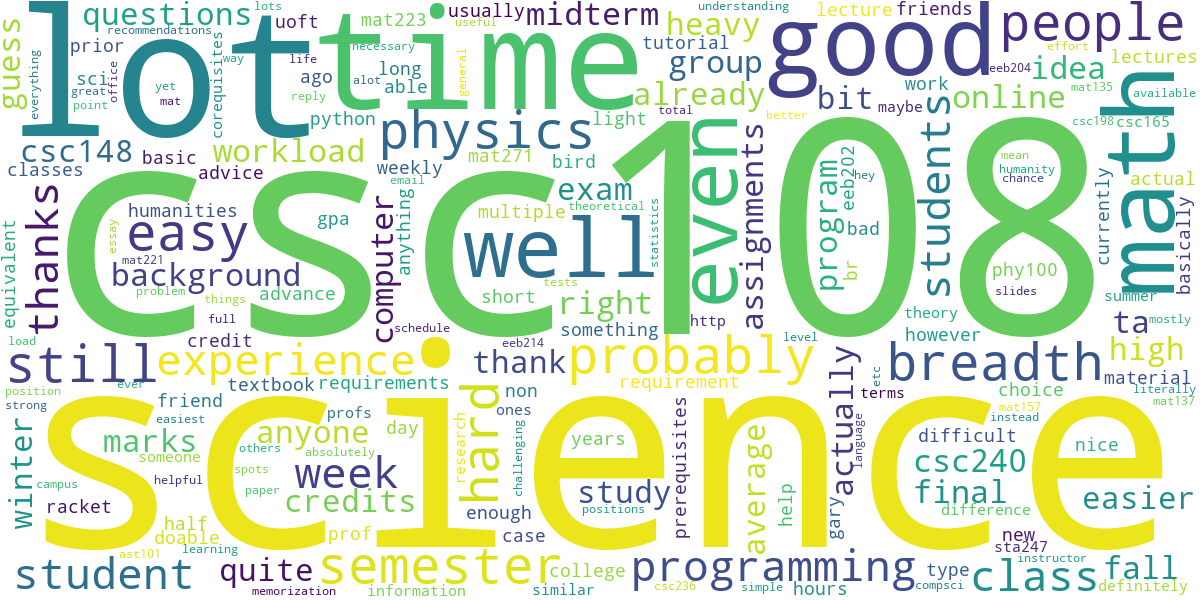 lot
time
good
people
math
csc108
science
well
even
physics
questions
guess
everything
recommendations
lots
prior
sci
great
office
point
yet
way
mat
corequisites
uoft
ago
life
reply
python
mat223
necessary
long
able
alot
usually
useful
general
midterm
understanding
heavy
tutorial
group
already
light
total
better
lecture
friends
bit
maybe
work
eeb204
online
idea
effort
lectures
mat135
available
csc198
csc165
csc148
basic
workload
classes
advice
weekly
mat271
bird
exam
thanks
humanities
easy
background
gpa
email
anything
computer
multiple
theoretical
statistics
assignments
program
eeb202
hey
bad
br
students
mean
humanity
chance
phy100
slides
currently
actual
basically
equivalent
essay
mat221
problem
things
advance
full
credit
short
tests
right
something
http
theory
however
summer
ta
mostly
load
still
experience
schedule
eeb214
thank
probably
level
requirement
breadth
high
material
position
ever
strong
textbook
requirements
non
ones
etc
terms
choice
literally
mat137
winter
friend
easiest
marks
someone
profs
anyone
others
absolutely
day
hard
research
challenging
years
study
positions
prerequisites
average
help
actually
language
mat157
instead
difficult
csc240
nice
final
difference
easier
campus
spots
helpful
week
credits
paper
racket
half
doable
prof
enough
case
gary
new
sta247
instructor
student
ast101
learning
quite
memorization
semester
information
college
similar
programming
csc236
simple
hours
type
compsci
class
fall
definitely